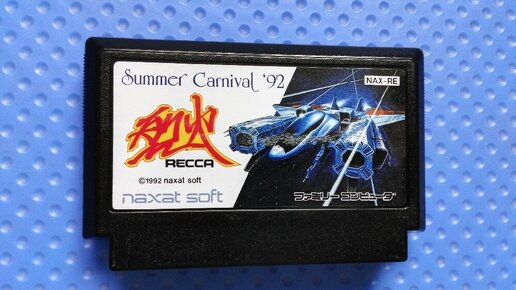 Summer Carnival '92
NAX-RE
烈火
RECCA
©1992 naxat soft
naxat soft
ファミリーコンピュータ